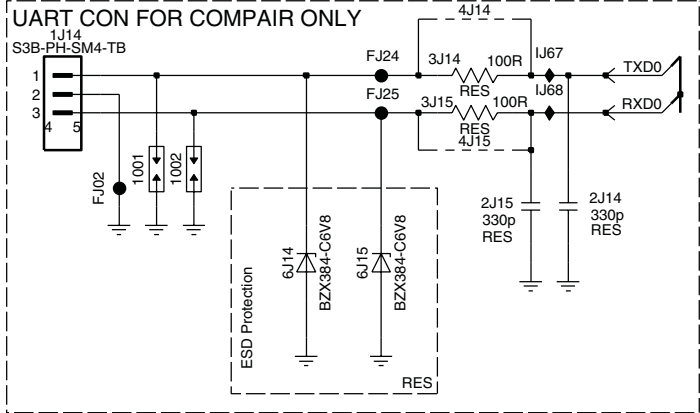 UART CON FOR COMPAIR ONLY
1J14
S3B-PH-SM4-TB
4J14
FJ24
3J14
100R
IJ67
TXD0
RES
1
2
3
4
5
FJ25
3J15
100R
IJ68
RXD0
RES
4J15
FJ02
1001
1002
2J15
330p
RES
2J14
330p
RES
ESD Protection
6J14
BZX384-C6V8
6J15
BZX384-C6V8
RES